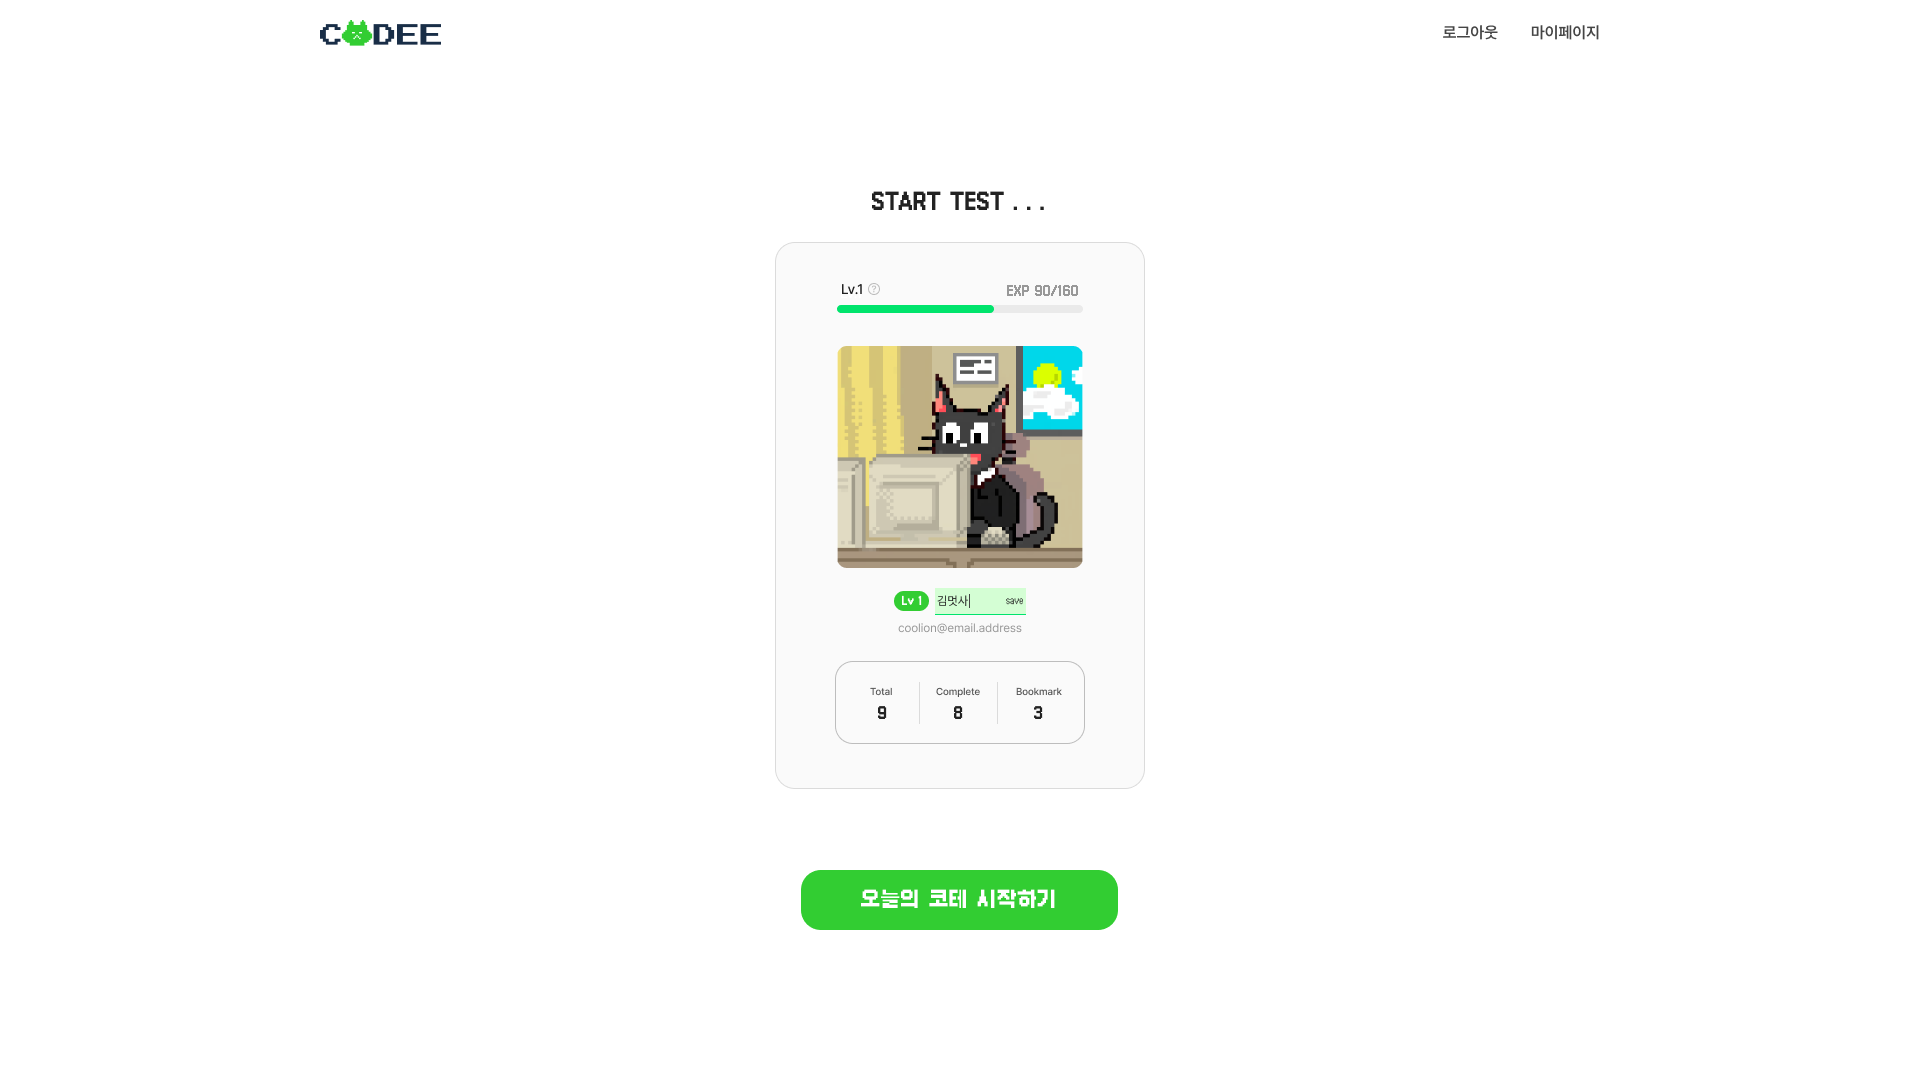 CODEE
로그아웃 마이페이지
START TEST ...
Lv.1 ? EXP 90/160
Lv 1 김멋사 save
coolion@email.address
Total Complete Bookmark
9 8 3
오늘의 코테 시작하기